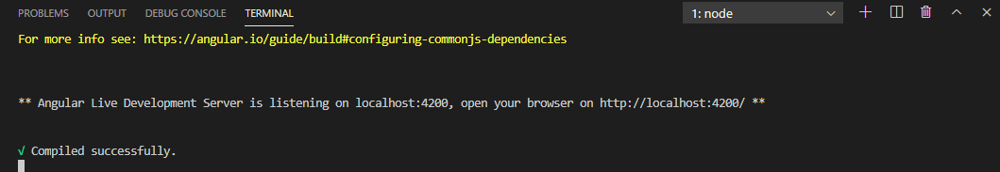 PROBLEMS OUTPUT DEBUG CONSOLE TERMINAL 1: node
For more info see: https://angular.io/guide/build#configuring-commonjs-dependencies
** Angular Live Development Server is listening on localhost:4200, open your browser on http://localhost:4200/ **
√ Compiled successfully.